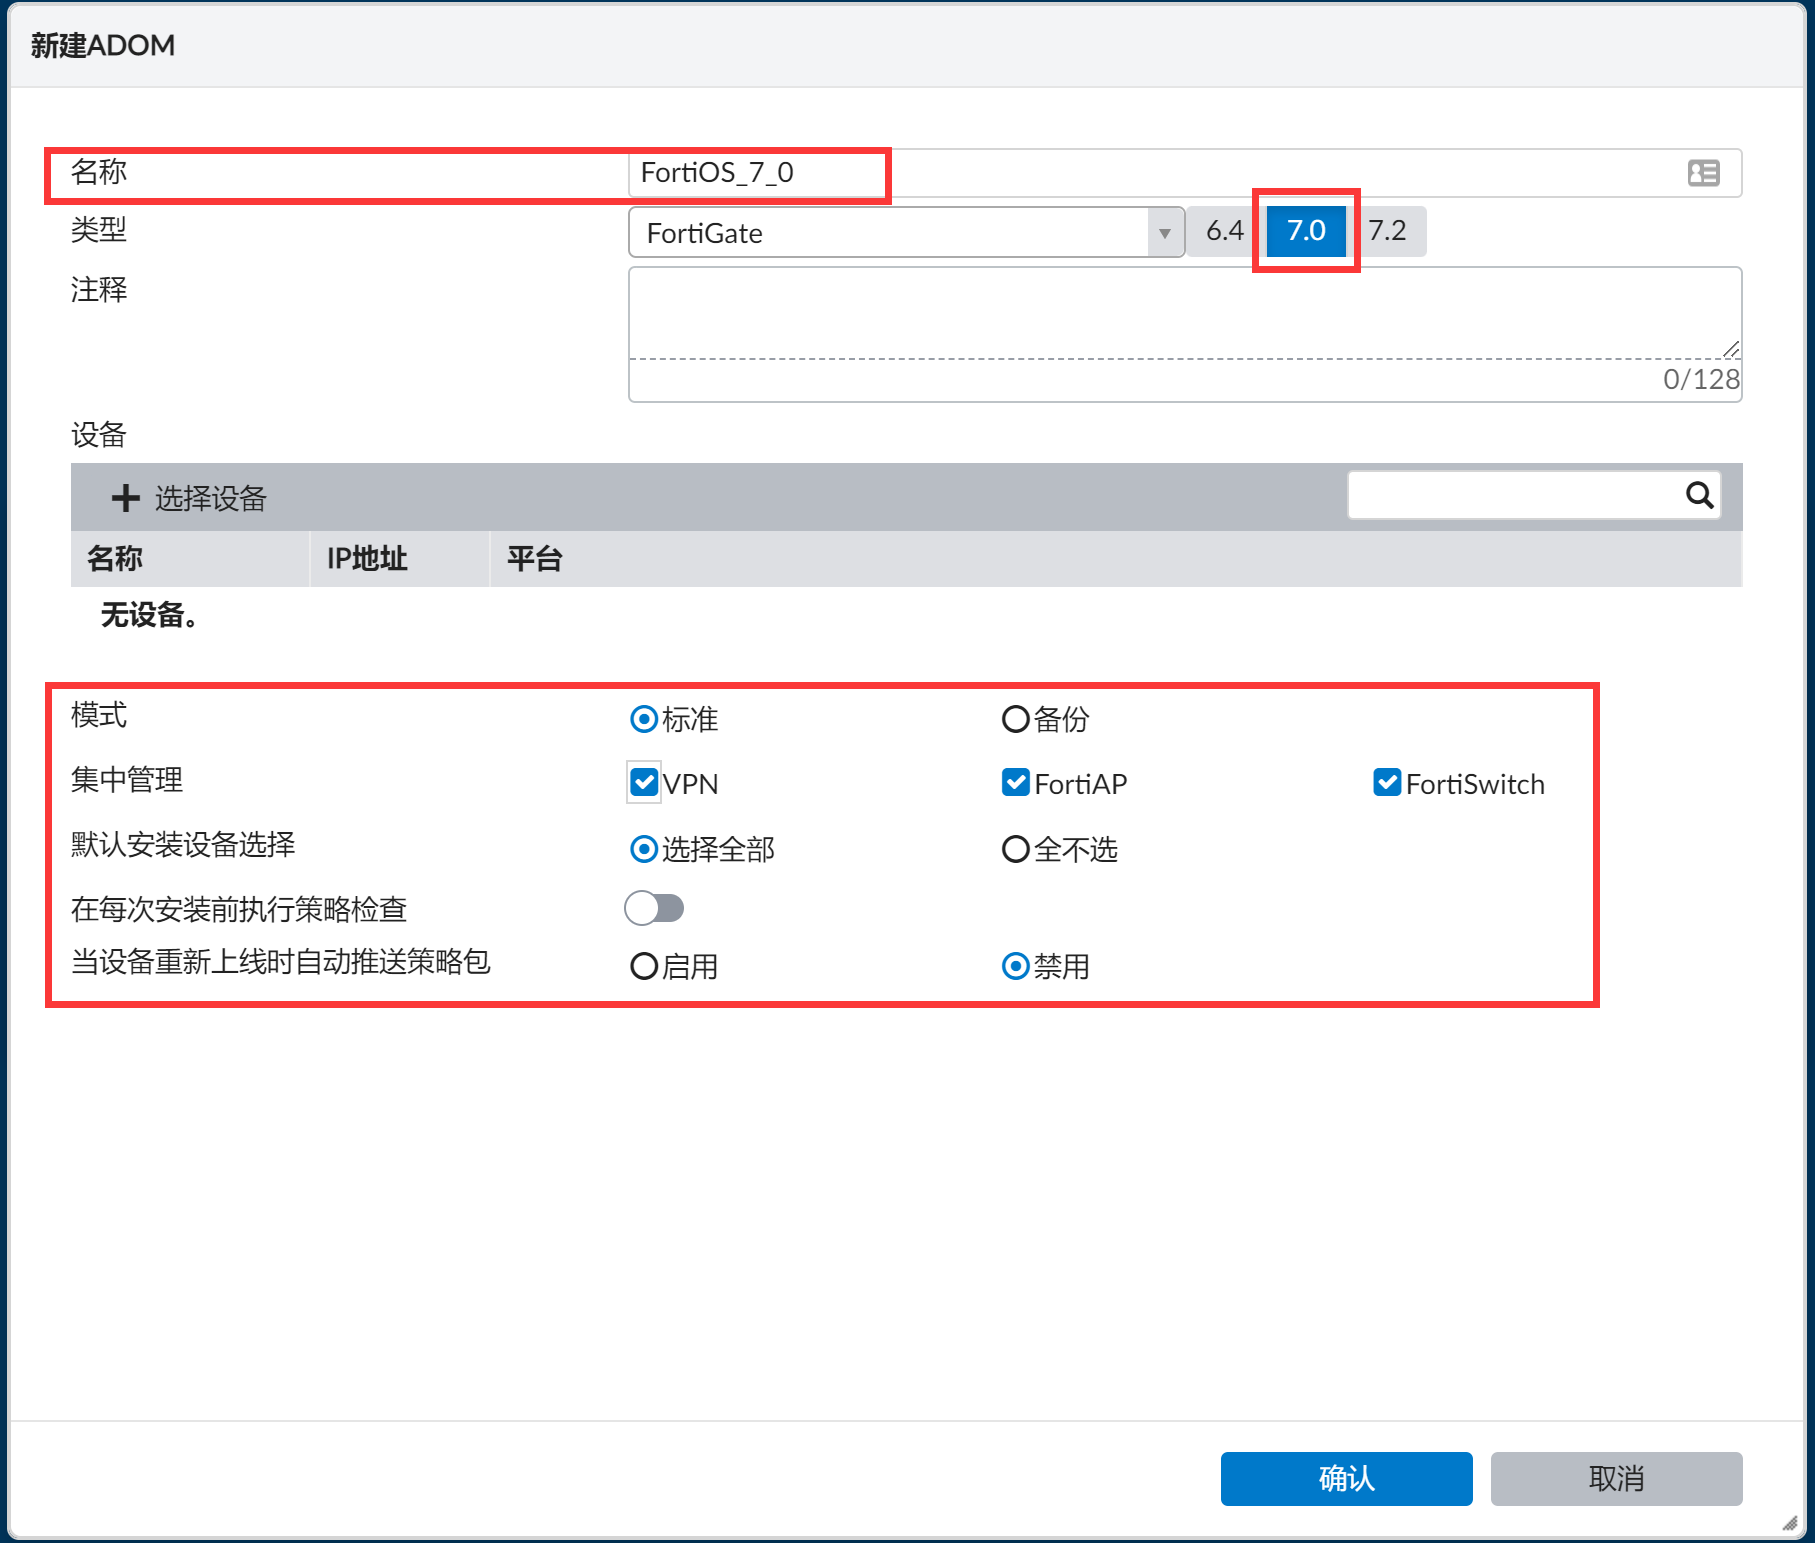 新建ADOM
名称 FortiOS_7_0
类型 FortiGate 6.4 7.0 7.2
注释
0/128
设备
选择设备
名称 IP地址 平台
无设备。
模式 标准 备份
集中管理 VPN FortiAP FortiSwitch
默认安装设备选择 选择全部 全不选
在每次安装前执行策略检查
当设备重新上线时自动推送策略包 启用 禁用
确认 取消